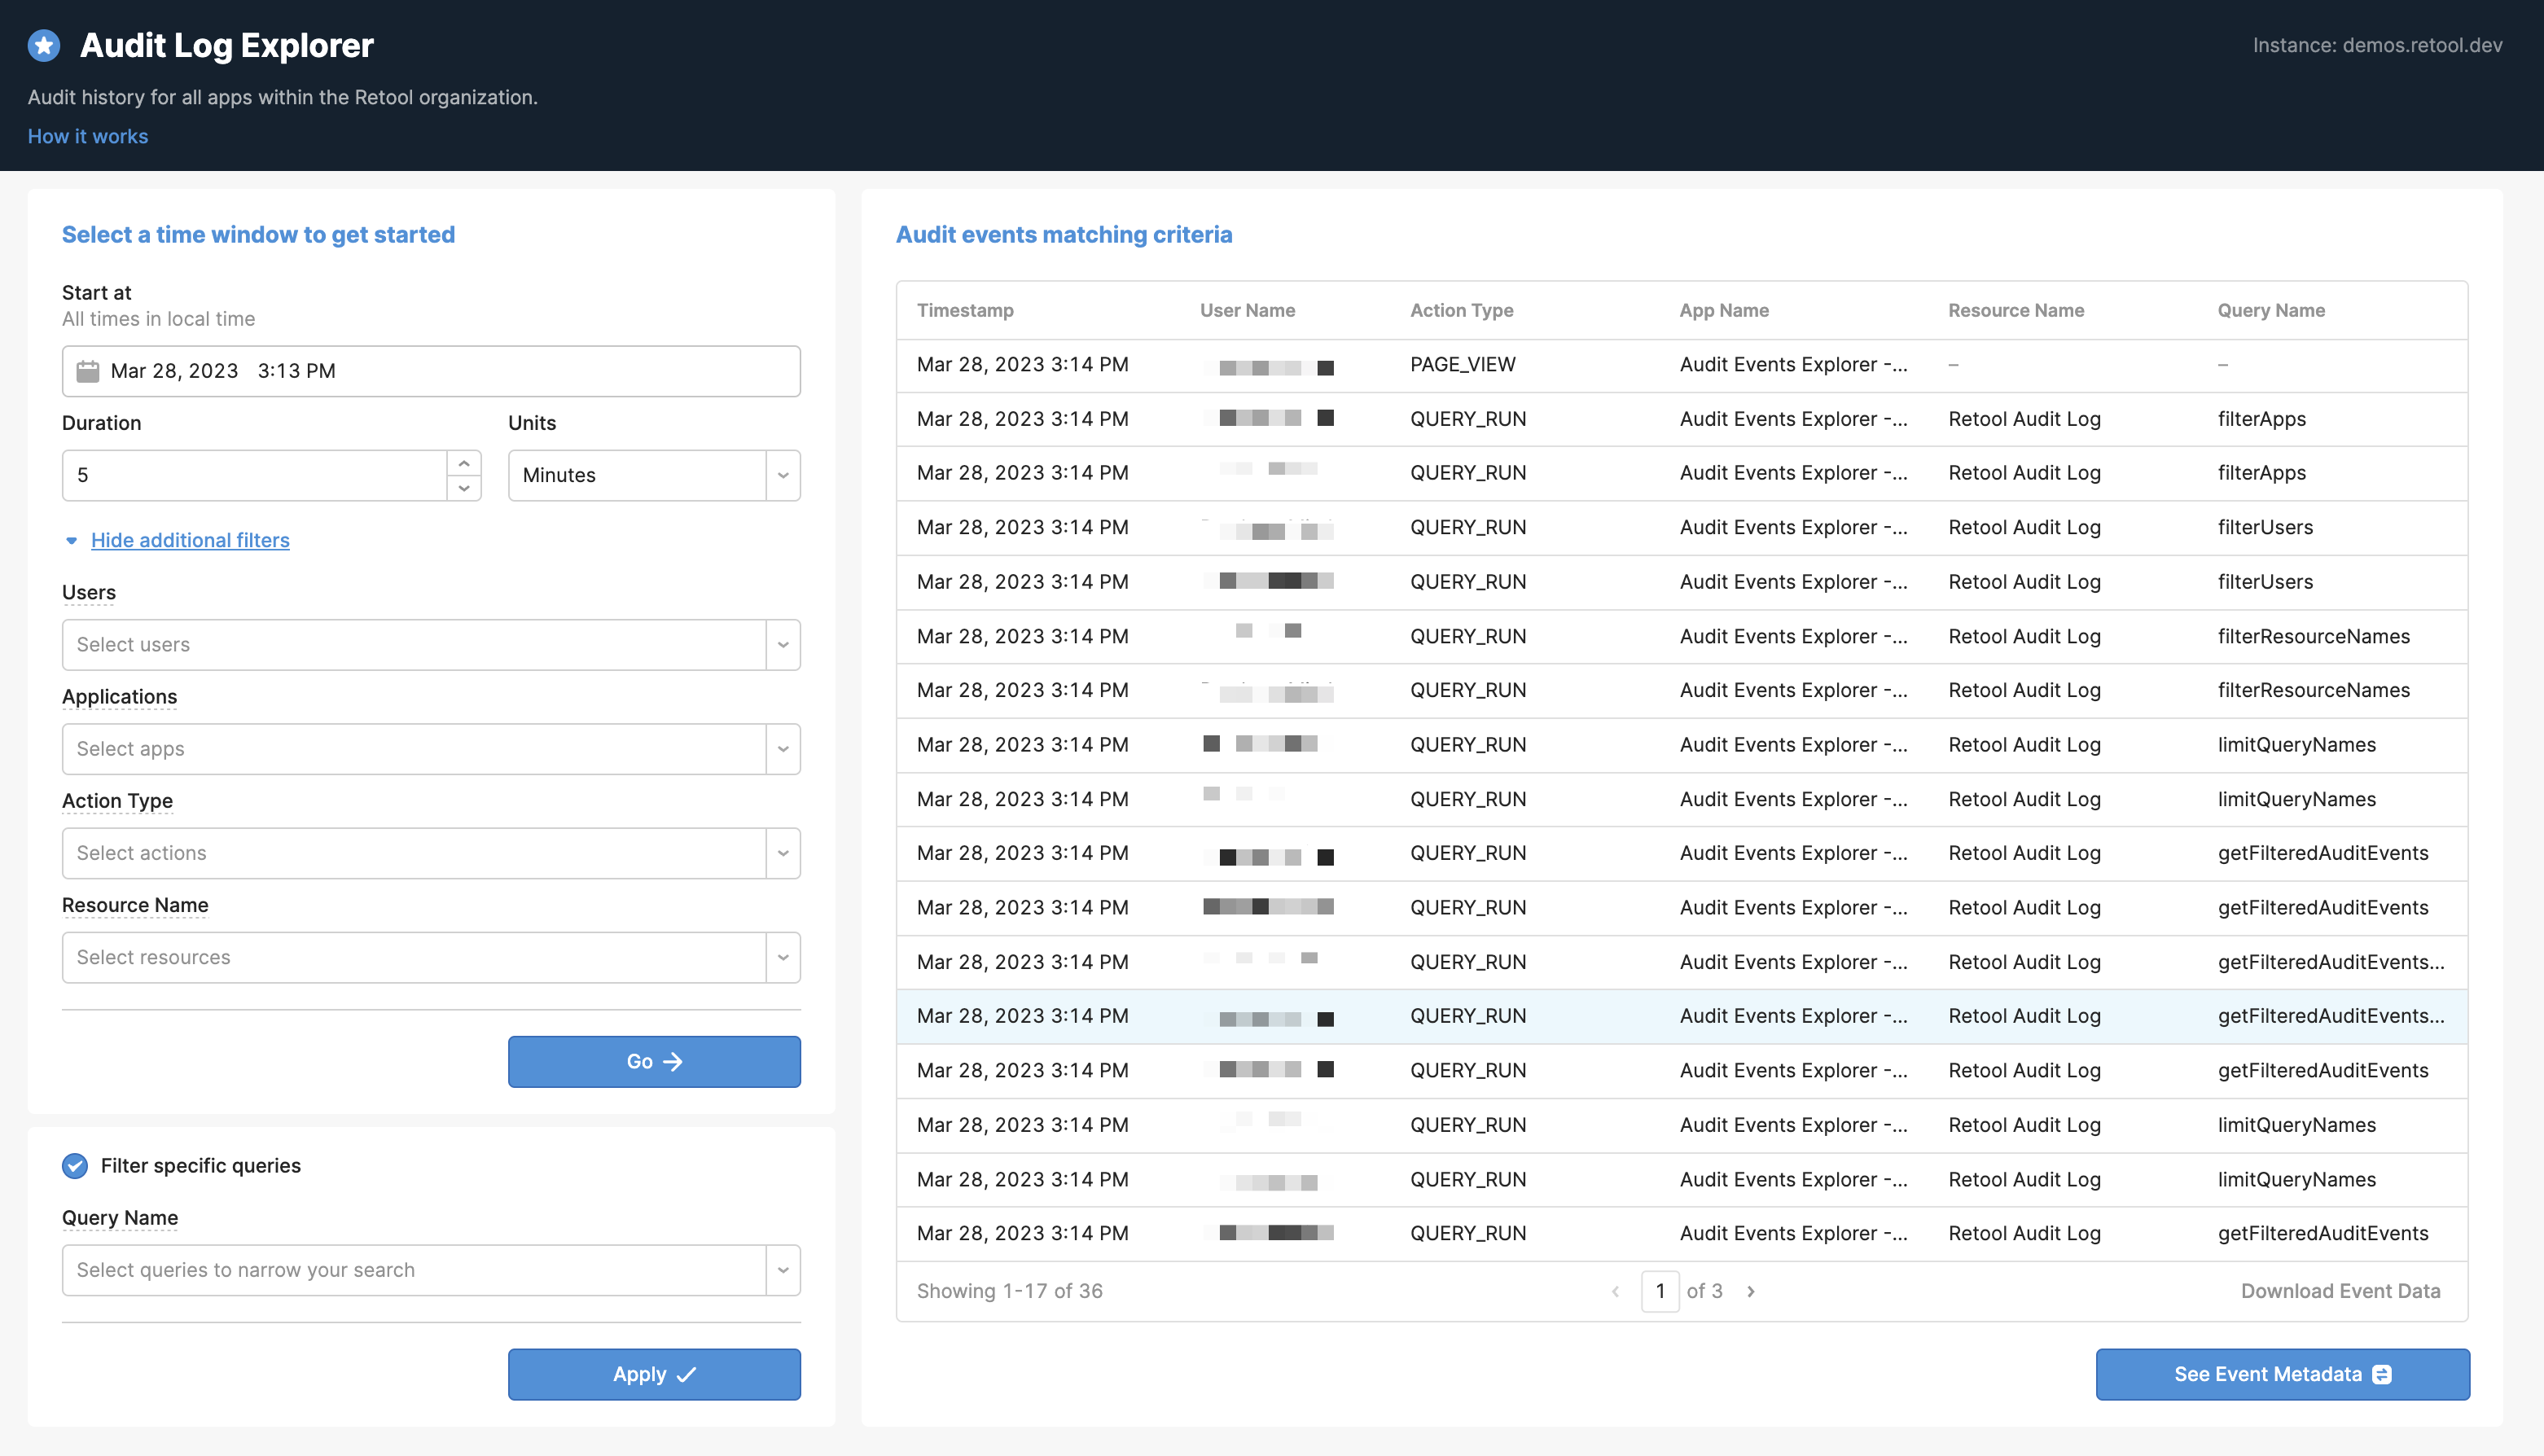 Audit Log Explorer
Instance: demos.retool.dev
Audit history for all apps within the Retool organization.
How it works
Select a time window to get started
Start at
All times in local time
Mar 28, 2023 3:13 PM
Duration Units
5 Minutes
Hide additional filters
Users
Select users
Applications
Select apps
Action Type
Select actions
Resource Name
Select resources
Go
Filter specific queries
Query Name
Select queries to narrow your search
Apply
Audit events matching criteria
Timestamp User Name Action Type App Name Resource Name Query Name
Mar 28, 2023 3:14 PM PAGE_VIEW Audit Events Explorer -... – –
Mar 28, 2023 3:14 PM QUERY_RUN Audit Events Explorer -... Retool Audit Log filterApps
Mar 28, 2023 3:14 PM QUERY_RUN Audit Events Explorer -... Retool Audit Log filterApps
Mar 28, 2023 3:14 PM QUERY_RUN Audit Events Explorer -... Retool Audit Log filterUsers
Mar 28, 2023 3:14 PM QUERY_RUN Audit Events Explorer -... Retool Audit Log filterUsers
Mar 28, 2023 3:14 PM QUERY_RUN Audit Events Explorer -... Retool Audit Log filterResourceNames
Mar 28, 2023 3:14 PM QUERY_RUN Audit Events Explorer -... Retool Audit Log filterResourceNames
Mar 28, 2023 3:14 PM QUERY_RUN Audit Events Explorer -... Retool Audit Log limitQueryNames
Mar 28, 2023 3:14 PM QUERY_RUN Audit Events Explorer -... Retool Audit Log limitQueryNames
Mar 28, 2023 3:14 PM QUERY_RUN Audit Events Explorer -... Retool Audit Log getFilteredAuditEvents
Mar 28, 2023 3:14 PM QUERY_RUN Audit Events Explorer -... Retool Audit Log getFilteredAuditEvents
Mar 28, 2023 3:14 PM QUERY_RUN Audit Events Explorer -... Retool Audit Log getFilteredAuditEvents...
Mar 28, 2023 3:14 PM QUERY_RUN Audit Events Explorer -... Retool Audit Log getFilteredAuditEvents...
Mar 28, 2023 3:14 PM QUERY_RUN Audit Events Explorer -... Retool Audit Log getFilteredAuditEvents
Mar 28, 2023 3:14 PM QUERY_RUN Audit Events Explorer -... Retool Audit Log limitQueryNames
Mar 28, 2023 3:14 PM QUERY_RUN Audit Events Explorer -... Retool Audit Log limitQueryNames
Mar 28, 2023 3:14 PM QUERY_RUN Audit Events Explorer -... Retool Audit Log getFilteredAuditEvents
Showing 1-17 of 36 1 of 3 Download Event Data
See Event Metadata